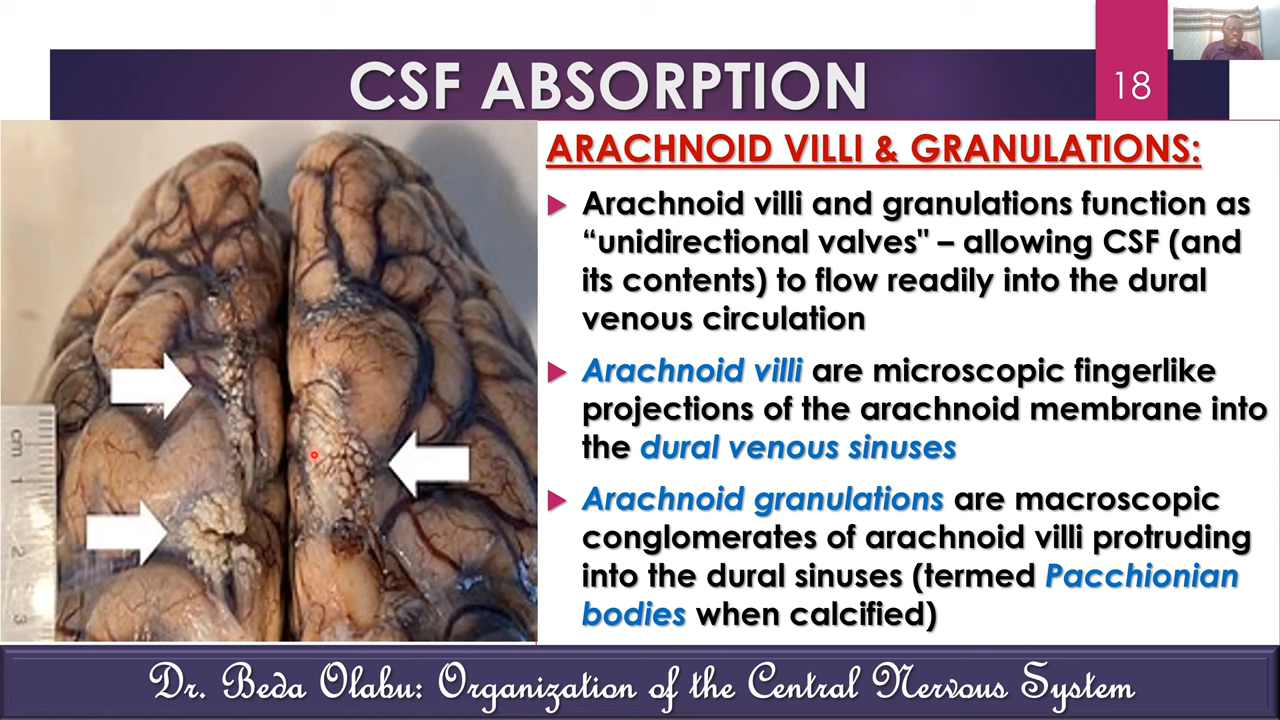 CSF ABSORPTION
18
ARACHNOID VILLI & GRANULATIONS:
Arachnoid villi and granulations function as
“unidirectional valves" – allowing CSF (and
its contents) to flow readily into the dural
venous circulation
Arachnoid villi are microscopic fingerlike
projections of the arachnoid membrane into
the dural venous sinuses
Arachnoid granulations are macroscopic
conglomerates of arachnoid villi protruding
into the dural sinuses (termed Pacchionian
bodies when calcified)
cm
1
2
3
Dr. Beda Olabu: Organization of the Central Nervous System